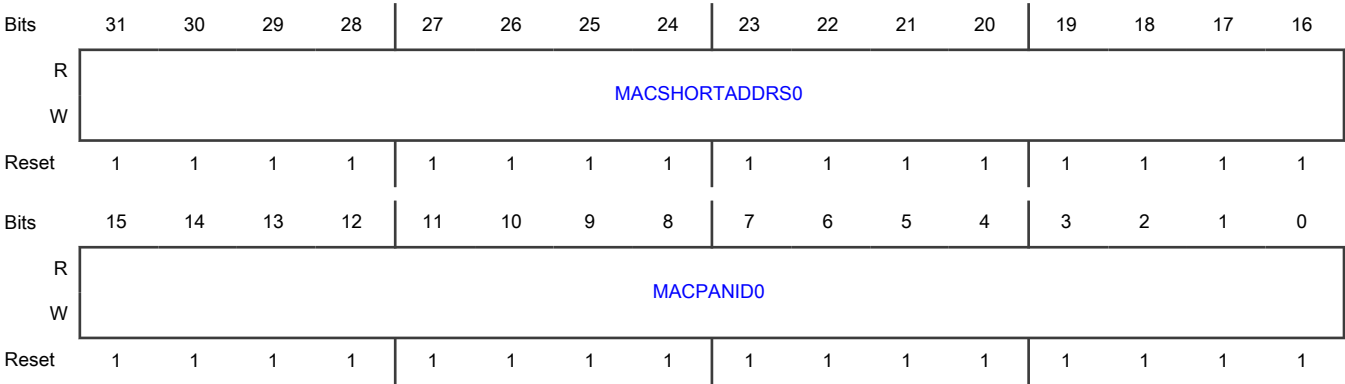 Bits 31 30 29 28 27 26 25 24 23 22 21 20 19 18 17 16
R
MACSHORTADDRS0
W
Reset 1 1 1 1 1 1 1 1 1 1 1 1 1 1 1 1
Bits 15 14 13 12 11 10 9 8 7 6 5 4 3 2 1 0
R
MACPANID0
W
Reset 1 1 1 1 1 1 1 1 1 1 1 1 1 1 1 1